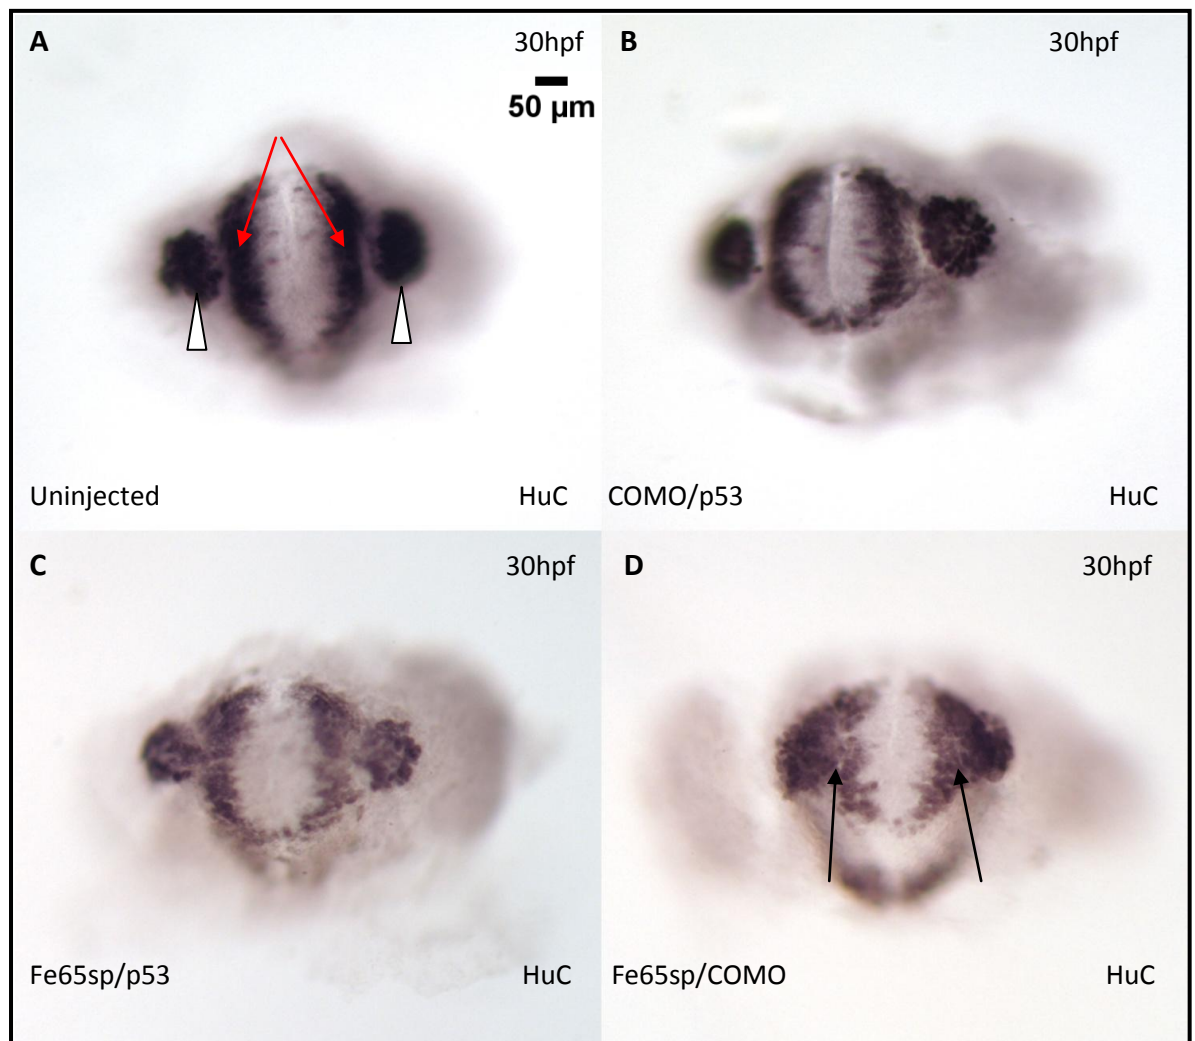 A 30hpf
50 µm
Uninjected HuC
B 30hpf
COMO/p53 HuC
C 30hpf
Fe65sp/p53 HuC
D 30hpf
Fe65sp/COMO HuC